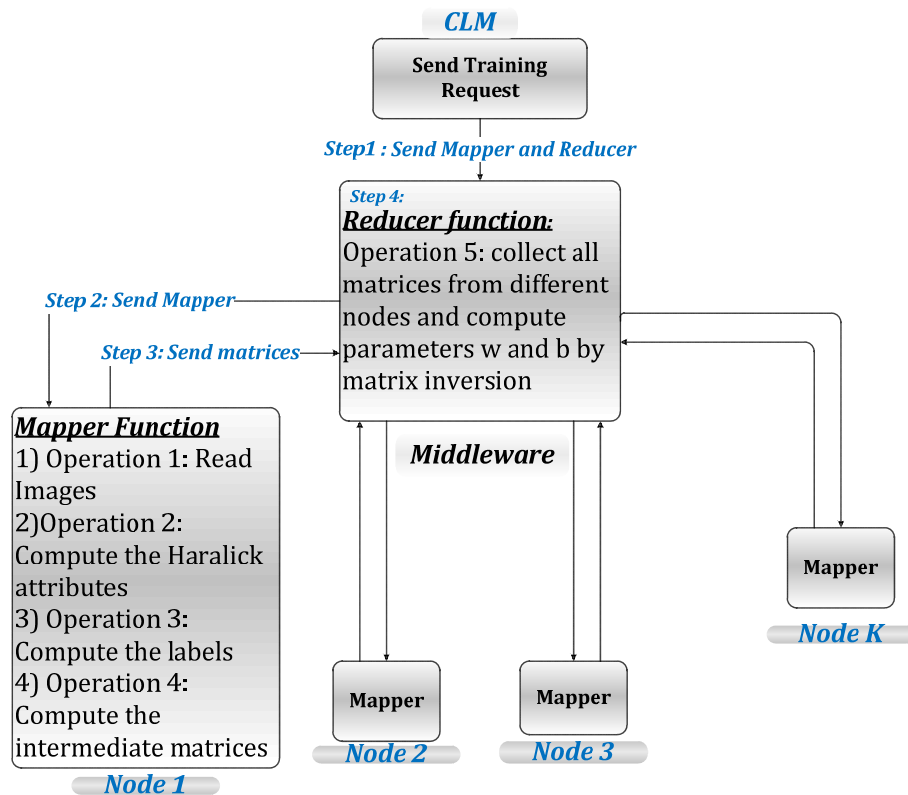 CLM
Send Training
Request
Step1 : Send Mapper and Reducer
Step 4:
Reducer function:
Operation 5: collect all
matrices from different
nodes and compute
parameters w and b by
matrix inversion
Step 2: Send Mapper
Step 3: Send matrices
Mapper Function
1) Operation 1: Read
Images
2)Operation 2:
Compute the Haralick
attributes
3) Operation 3:
Compute the labels
4) Operation 4:
Compute the
intermediate matrices
Node 1
Middleware
Mapper
Node 2
Mapper
Node 3
Mapper
Node K